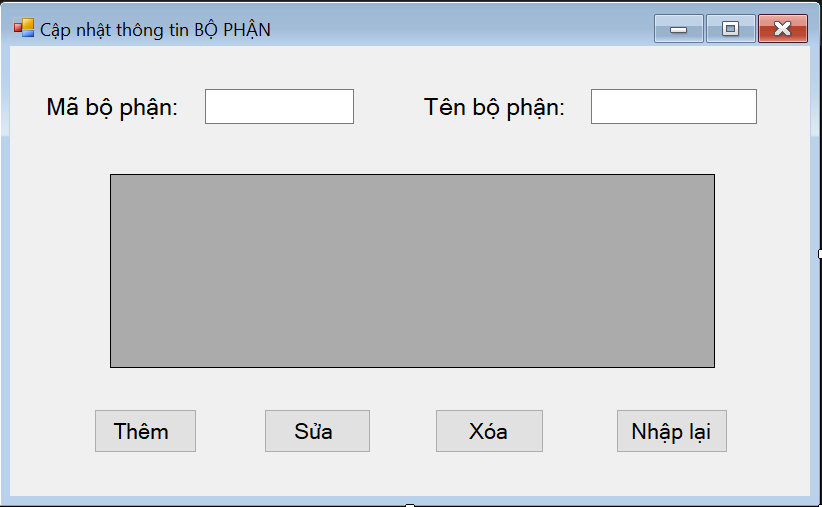 Cập nhật thông tin BỘ PHẬN
Mã bộ phận: Tên bộ phận:
Thêm Sửa Xóa Nhập lại